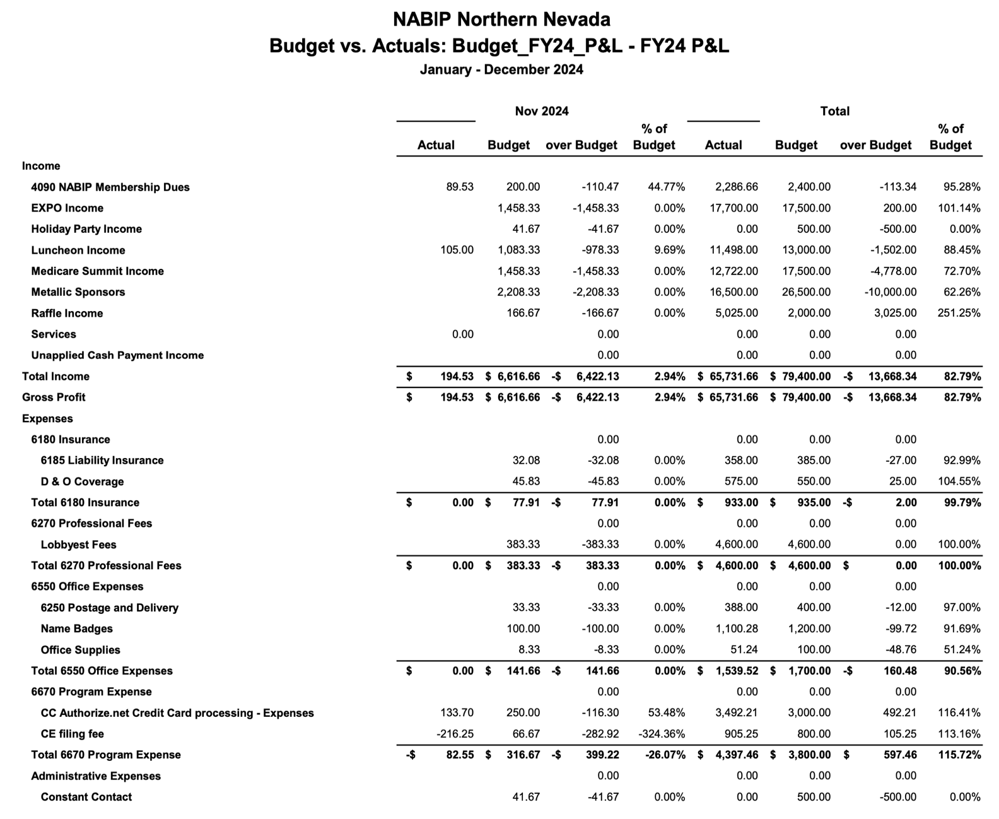 NABIP Northern Nevada
Budget vs. Actuals: Budget_FY24_P&L - FY24 P&L
January - December 2024
Nov 2024 Total
Actual Budget over Budget % of Budget Actual Budget over Budget % of Budget
Income
4090 NABIP Membership Dues 89.53 200.00 -110.47 44.77% 2,286.66 2,400.00 -113.34 95.28%
EXPO Income 1,458.33 -1,458.33 0.00% 17,700.00 17,500.00 200.00 101.14%
Holiday Party Income 41.67 -41.67 0.00% 0.00 500.00 -500.00 0.00%
Luncheon Income 105.00 1,083.33 -978.33 9.69% 11,498.00 13,000.00 -1,502.00 88.45%
Medicare Summit Income 1,458.33 -1,458.33 0.00% 12,722.00 17,500.00 -4,778.00 72.70%
Metallic Sponsors 2,208.33 -2,208.33 0.00% 16,500.00 26,500.00 -10,000.00 62.26%
Raffle Income 166.67 -166.67 0.00% 5,025.00 2,000.00 3,025.00 251.25%
Services 0.00 0.00 0.00 0.00 0.00
Unapplied Cash Payment Income 0.00 0.00 0.00 0.00
Total Income $ 194.53 $ 6,616.66 -$ 6,422.13 2.94% $ 65,731.66 $ 79,400.00 -$ 13,668.34 82.79%
Gross Profit $ 194.53 $ 6,616.66 -$ 6,422.13 2.94% $ 65,731.66 $ 79,400.00 -$ 13,668.34 82.79%
Expenses
6180 Insurance 0.00 0.00 0.00 0.00
6185 Liability Insurance 32.08 -32.08 0.00% 358.00 385.00 -27.00 92.99%
D & O Coverage 45.83 -45.83 0.00% 575.00 550.00 25.00 104.55%
Total 6180 Insurance $ 0.00 $ 77.91 -$ 77.91 0.00% $ 933.00 $ 935.00 -$ 2.00 99.79%
6270 Professional Fees 0.00 0.00 0.00 0.00
Lobbyest Fees 383.33 -383.33 0.00% 4,600.00 4,600.00 0.00 100.00%
Total 6270 Professional Fees $ 0.00 $ 383.33 -$ 383.33 0.00% $ 4,600.00 $ 4,600.00 $ 0.00 100.00%
6550 Office Expenses 0.00 0.00 0.00 0.00
6250 Postage and Delivery 33.33 -33.33 0.00% 388.00 400.00 -12.00 97.00%
Name Badges 100.00 -100.00 0.00% 1,100.28 1,200.00 -99.72 91.69%
Office Supplies 8.33 -8.33 0.00% 51.24 100.00 -48.76 51.24%
Total 6550 Office Expenses $ 0.00 $ 141.66 -$ 141.66 0.00% $ 1,539.52 $ 1,700.00 -$ 160.48 90.56%
6670 Program Expense 0.00 0.00 0.00 0.00
CC Authorize.net Credit Card processing - Expenses 133.70 250.00 -116.30 53.48% 3,492.21 3,000.00 492.21 116.41%
CE filing fee -216.25 66.67 -282.92 -324.36% 905.25 800.00 105.25 113.16%
Total 6670 Program Expense -$ 82.55 $ 316.67 -$ 399.22 -26.07% $ 4,397.46 $ 3,800.00 $ 597.46 115.72%
Administrative Expenses 0.00 0.00 0.00 0.00
Constant Contact 41.67 -41.67 0.00% 0.00 500.00 -500.00 0.00%